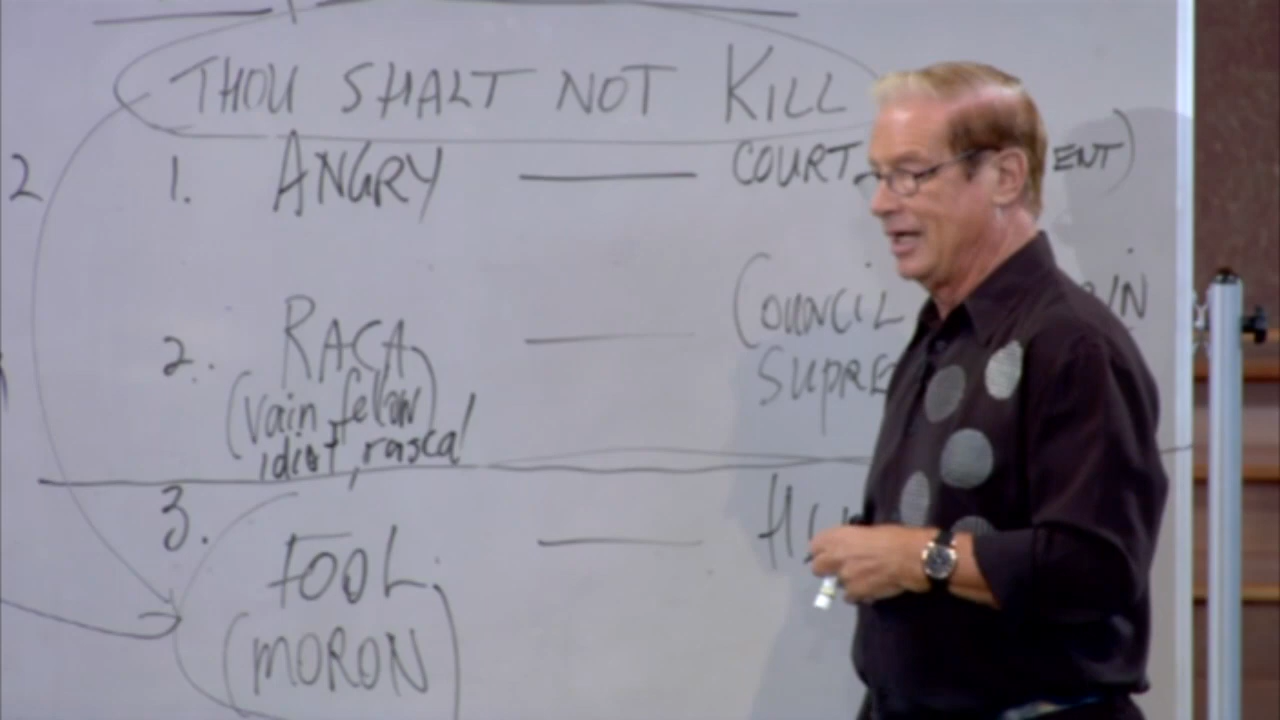 THOU SHALT NOT KILL
2 1. ANGRY — COURT ENT)
2. RACA — (COUNCIL
(vain fellow) SUPRE
idiot, rascal
3. FOOL —
(MORON)